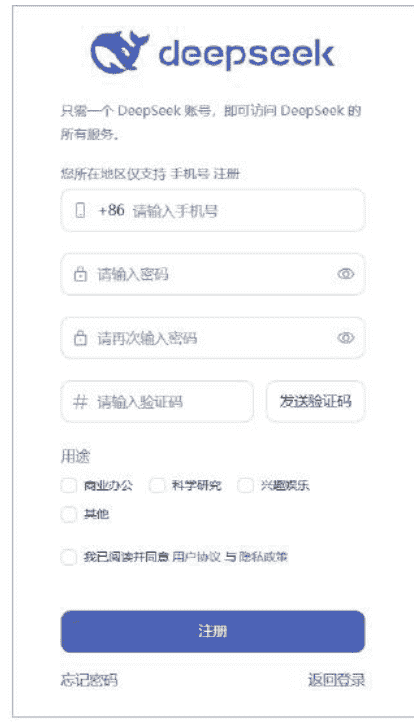 deepseek
只需一个 DeepSeek 账号，即可访问 DeepSeek 的
所有服务。
您所在地区仅支持 手机号 注册
+86 请输入手机号
请输入密码
请再次输入密码
# 请输入验证码 发送验证码
用途
商业办公 科学研究 兴趣娱乐
其他
我已阅读并同意 用户协议 与 隐私政策
注册
忘记密码 返回登录